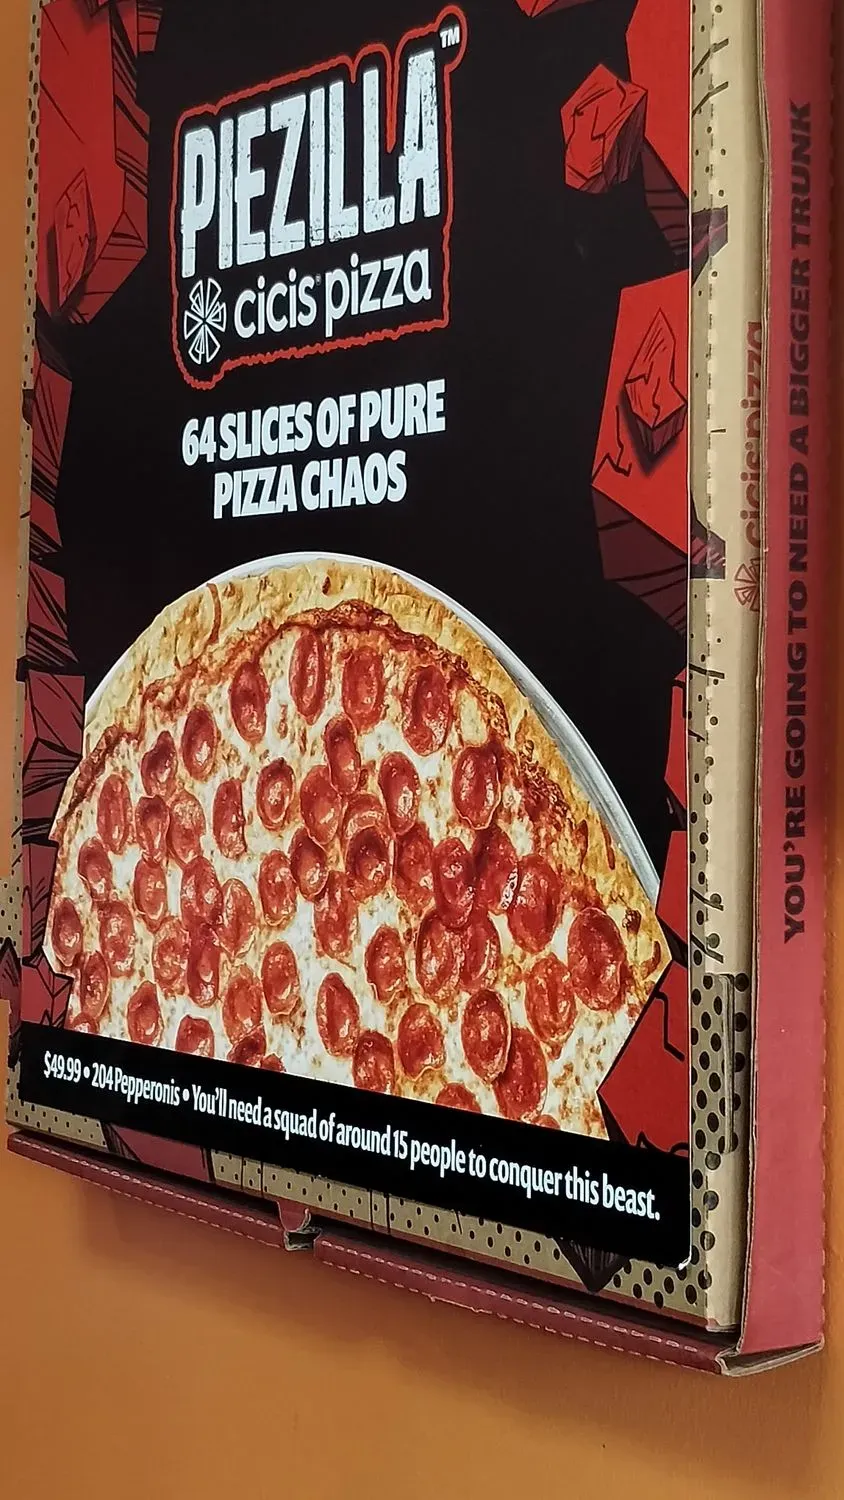 PIEZILLA™
cicis® pizza
64 SLICES OF PURE
PIZZA CHAOS
$49.99 • 204 Pepperonis • You'll need a squad of around 15 people to conquer this beast.
cicis pizza
YOU'RE GOING TO NEED A BIGGER TRUNK